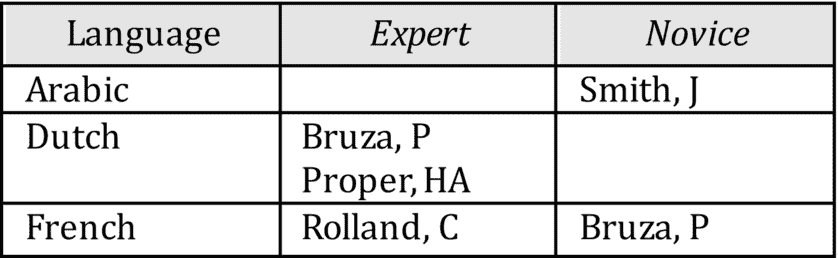 Language Expert Novice
Arabic Smith, J
Dutch Bruza, P
Proper, HA
French Rolland, C Bruza, P